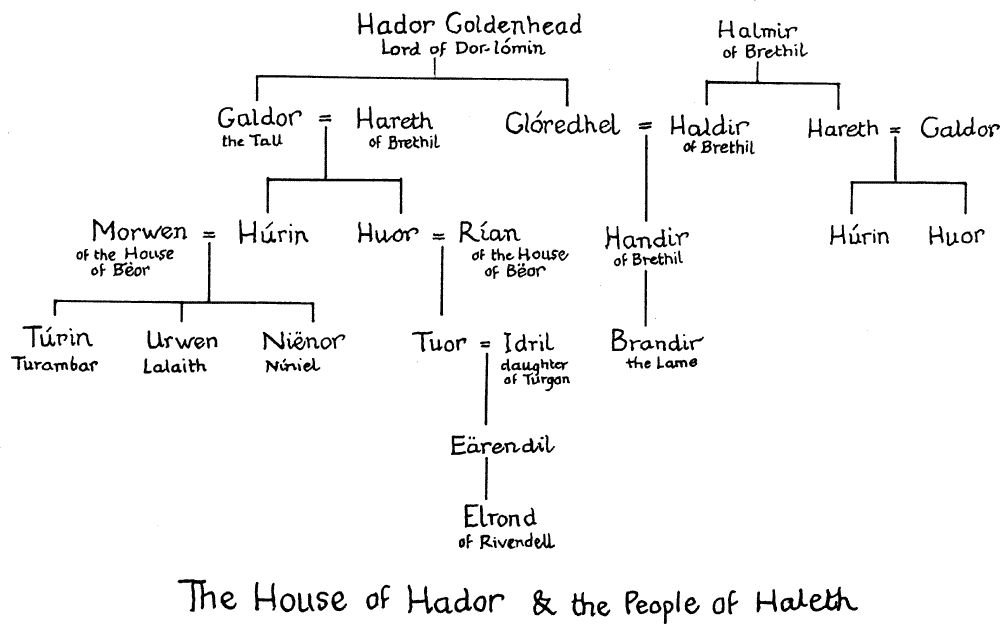 Hador Goldenhead
Lord of Dor-lómin
Halmir
of Brethil
Galdor = Hareth
the Tall
of Brethil
Glóredhel = Haldir
of Brethil
Hareth = Galdor
Morwen = Húrin
of the House
of Bëor
Huor = Rían
of the House
of Bëor
Handir
of Brethil
Húrin
Huor
Túrin
Turambar
Urwen
Lalaith
Niënor
Níniel
Tuor = Idril
daughter
of Turgon
Brandir
the Lame
Eärendil
Elrond
of Rivendell
The House of Hador & the People of Haleth